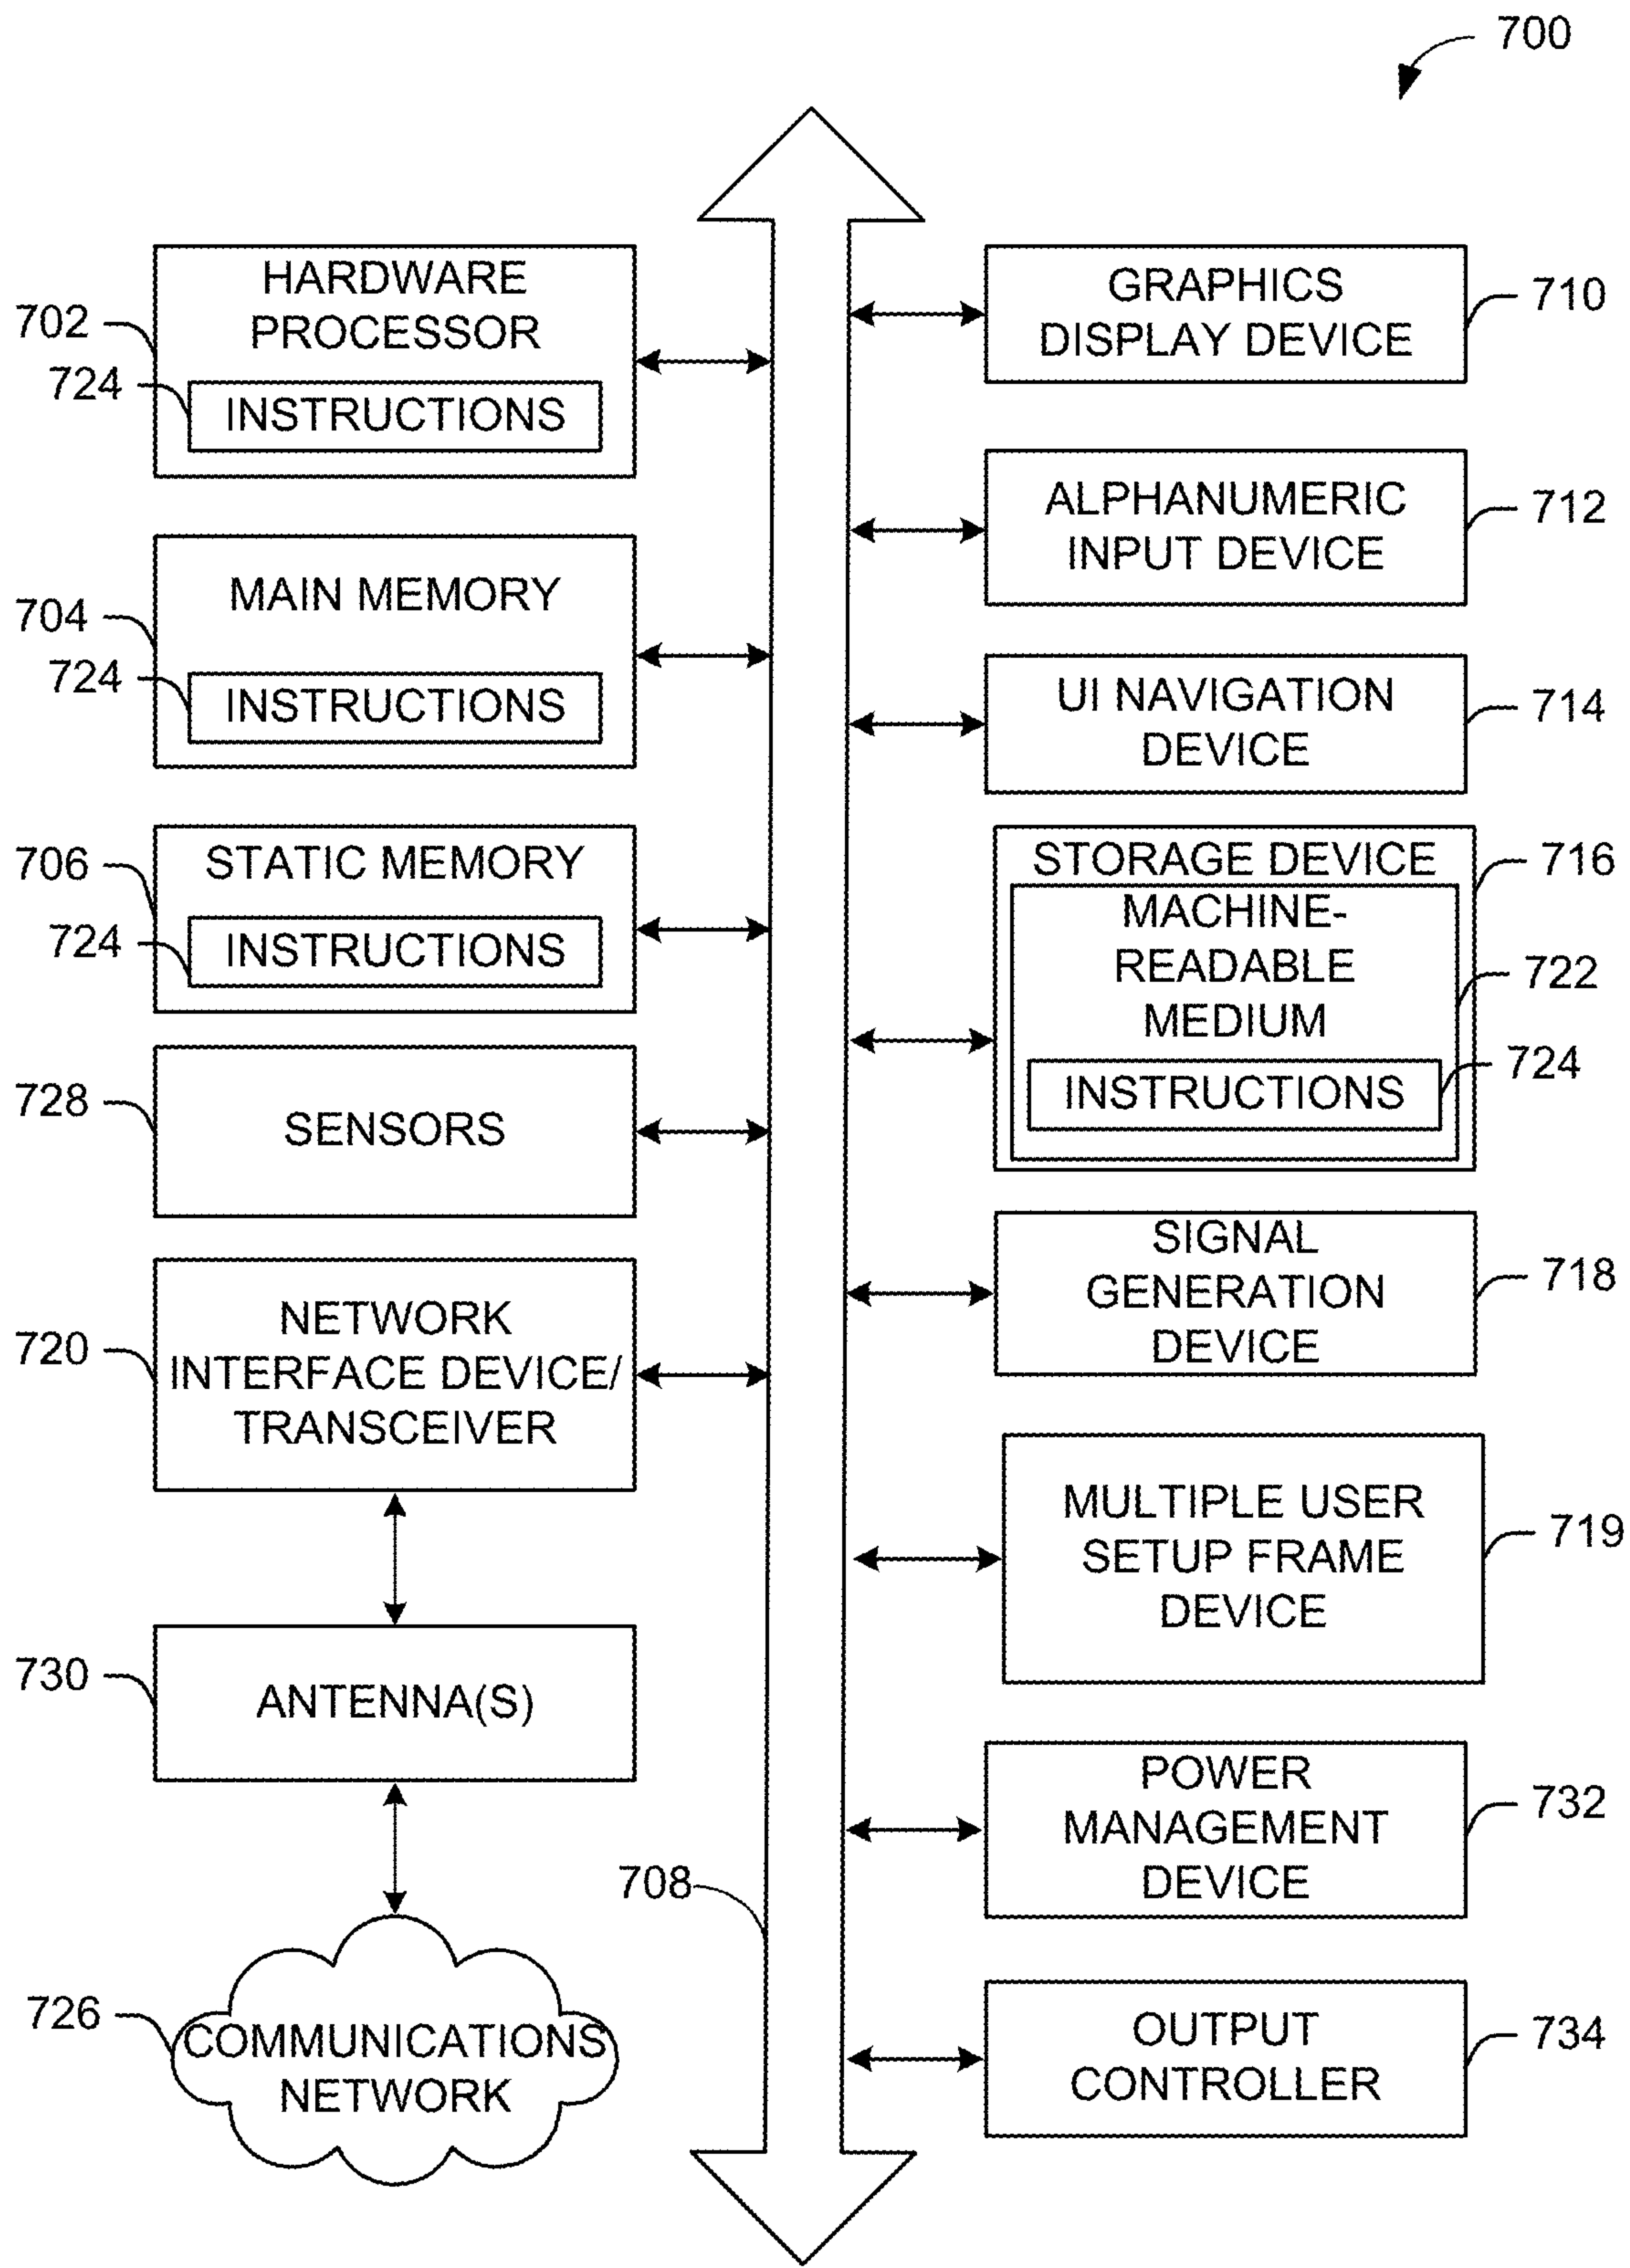 700
HARDWARE
PROCESSOR
702
724
INSTRUCTIONS
MAIN MEMORY
704
724
INSTRUCTIONS
STATIC MEMORY
706
724
INSTRUCTIONS
728
SENSORS
NETWORK
720
INTERFACE DEVICE/
TRANSCEIVER
730
ANTENNA(S)
708
726
COMMUNICATIONS
NETWORK
GRAPHICS
DISPLAY DEVICE
710
ALPHANUMERIC
INPUT DEVICE
712
UI NAVIGATION
DEVICE
714
STORAGE DEVICE
716
MACHINE-
READABLE
MEDIUM
722
724
INSTRUCTIONS
SIGNAL
GENERATION
DEVICE
718
MULTIPLE USER
SETUP FRAME
DEVICE
719
POWER
MANAGEMENT
DEVICE
732
OUTPUT
CONTROLLER
734